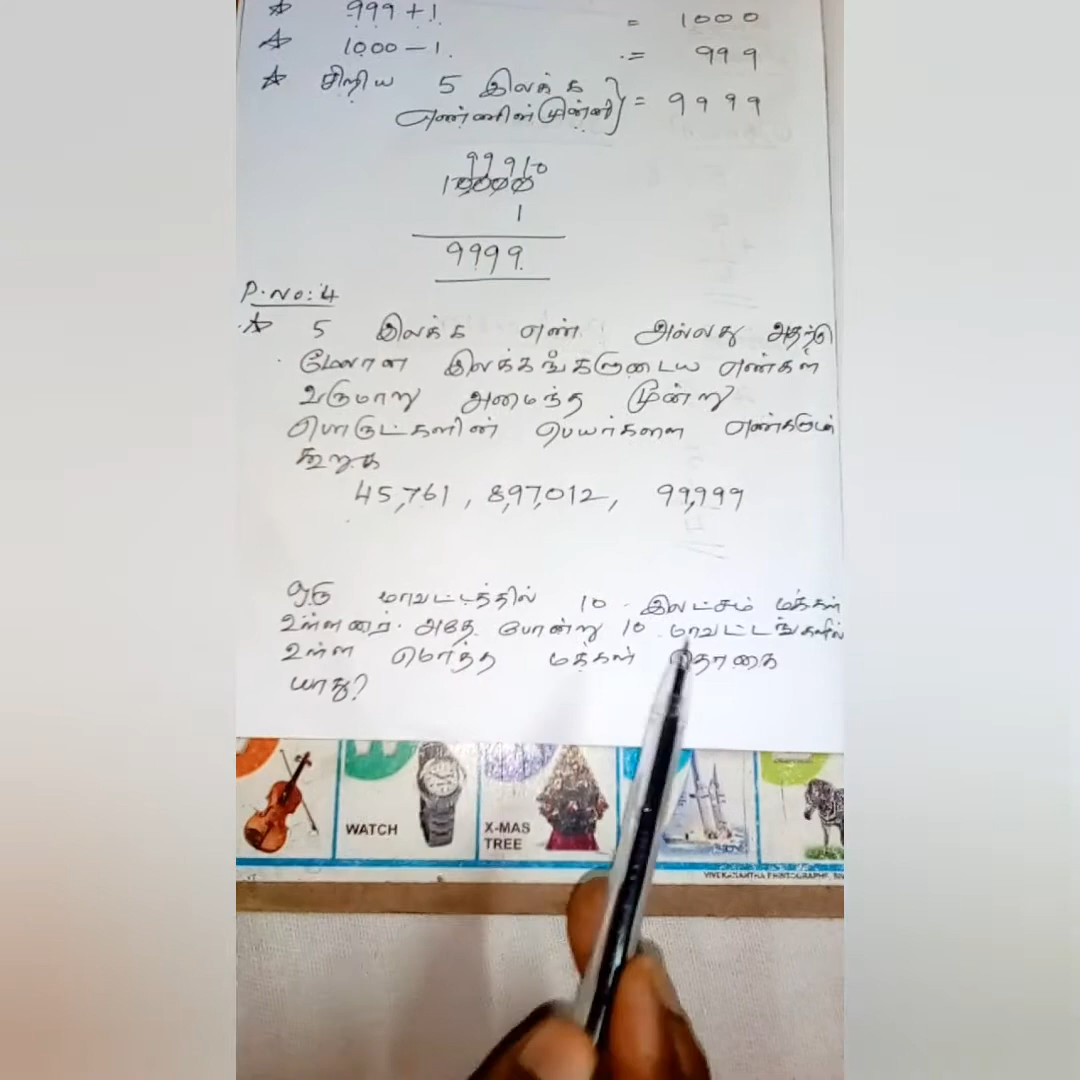 ☆ 999 + 1 = 1000
☆ 1000 — 1 = 999
☆ சிறிய 5 இலக்க
எண்ணின் முன்னி } = 9999
99910
10000
1
9999
P.No: 4
☆ 5 இலக்க எண் அல்லது அதற்கு
மேலான இலக்கங்களுடைய எண்கள்
வருமாறு அமைந்த மூன்று
பொருட்களின் பெயர்களை எண்களுடன்
கூறுக
45,761 , 8,97,012, 99,999
ஒரு மாவட்டத்தில் 10 இலட்சம் மக்கள்
உள்ளனர். அதே போன்று 10 மாவட்டங்களில்
உள்ள மொத்த மக்கள் தொகை
யாது?
WATCH
X-MAS
TREE